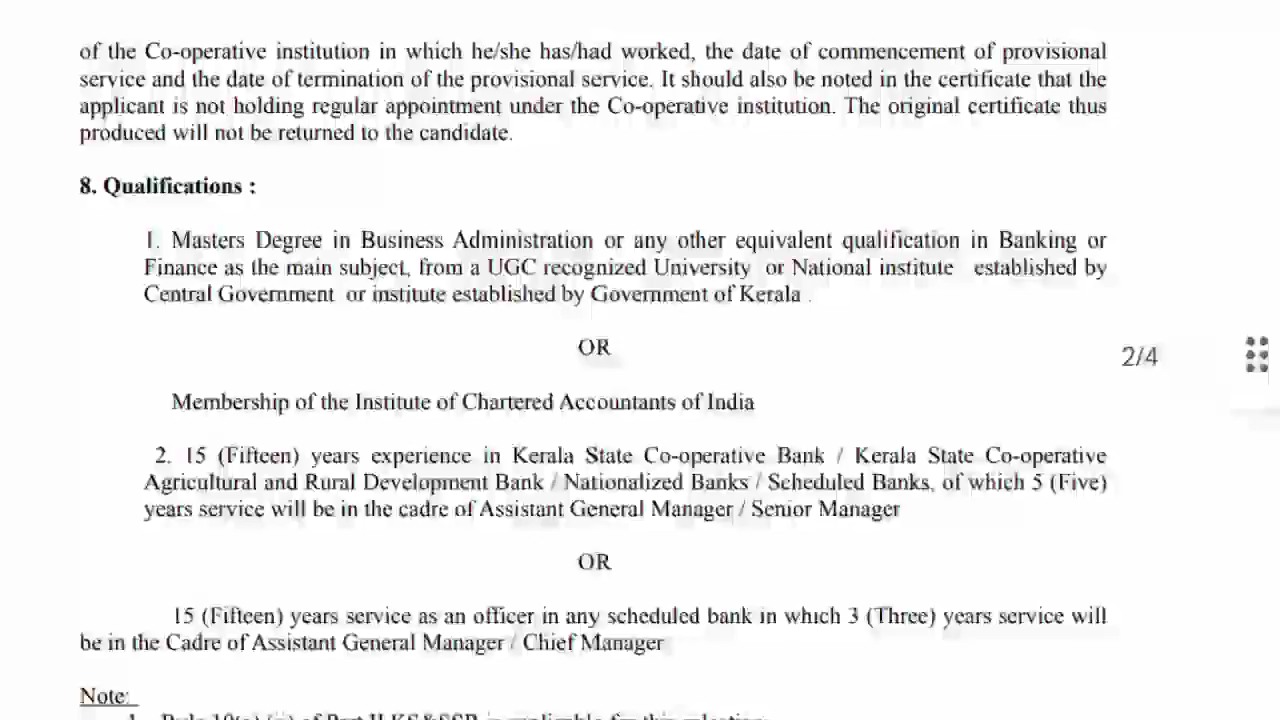 of the Co-operative institution in which he/she has/had worked, the date of commencement of provisional
service and the date of termination of the provisional service. It should also be noted in the certificate that the
applicant is not holding regular appointment under the Co-operative institution. The original certificate thus
produced will not be returned to the candidate.
8. Qualifications :
1. Masters Degree in Business Administration or any other equivalent qualification in Banking or
Finance as the main subject, from a UGC recognized University or National institute established by
Central Government or institute established by Government of Kerala .
OR
2/4
Membership of the Institute of Chartered Accountants of India
2. 15 (Fifteen) years experience in Kerala State Co-operative Bank / Kerala State Co-operative
Agricultural and Rural Development Bank / Nationalized Banks / Scheduled Banks, of which 5 (Five)
years service will be in the cadre of Assistant General Manager / Senior Manager
OR
15 (Fifteen) years service as an officer in any scheduled bank in which 3 (Three) years service will
be in the Cadre of Assistant General Manager / Chief Manager
Note: